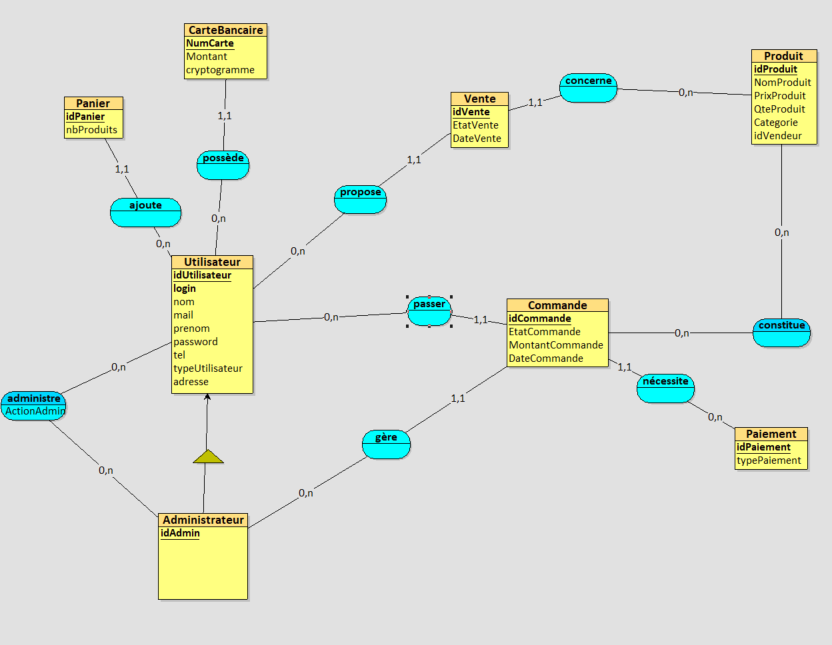 CarteBancaire
NumCarte
Montant
cryptogramme
Produit
idProduit
NomProduit
PrixProduit
QteProduit
Categorie
idVendeur
concerne
0,n
1,1
Vente
idVente
EtatVente
DateVente
Panier
idPanier
nbProduits
1,1
1,1
possède
1,1
propose
ajoute
0,n
0,n
0,n
0,n
0,n
Utilisateur
idUtilisateur
login
nom
mail
prenom
password
tel
typeUtilisateur
adresse
passer
0,n
1,1
Commande
idCommande
EtatCommande
MontantCommande
DateCommande
0,n
constitue
1,1
nécessite
0,n
administre
ActionAdmin
0,n
1,1
gère
0,n
Paiement
idPaiement
typePaiement
0,n
0,n
Administrateur
idAdmin